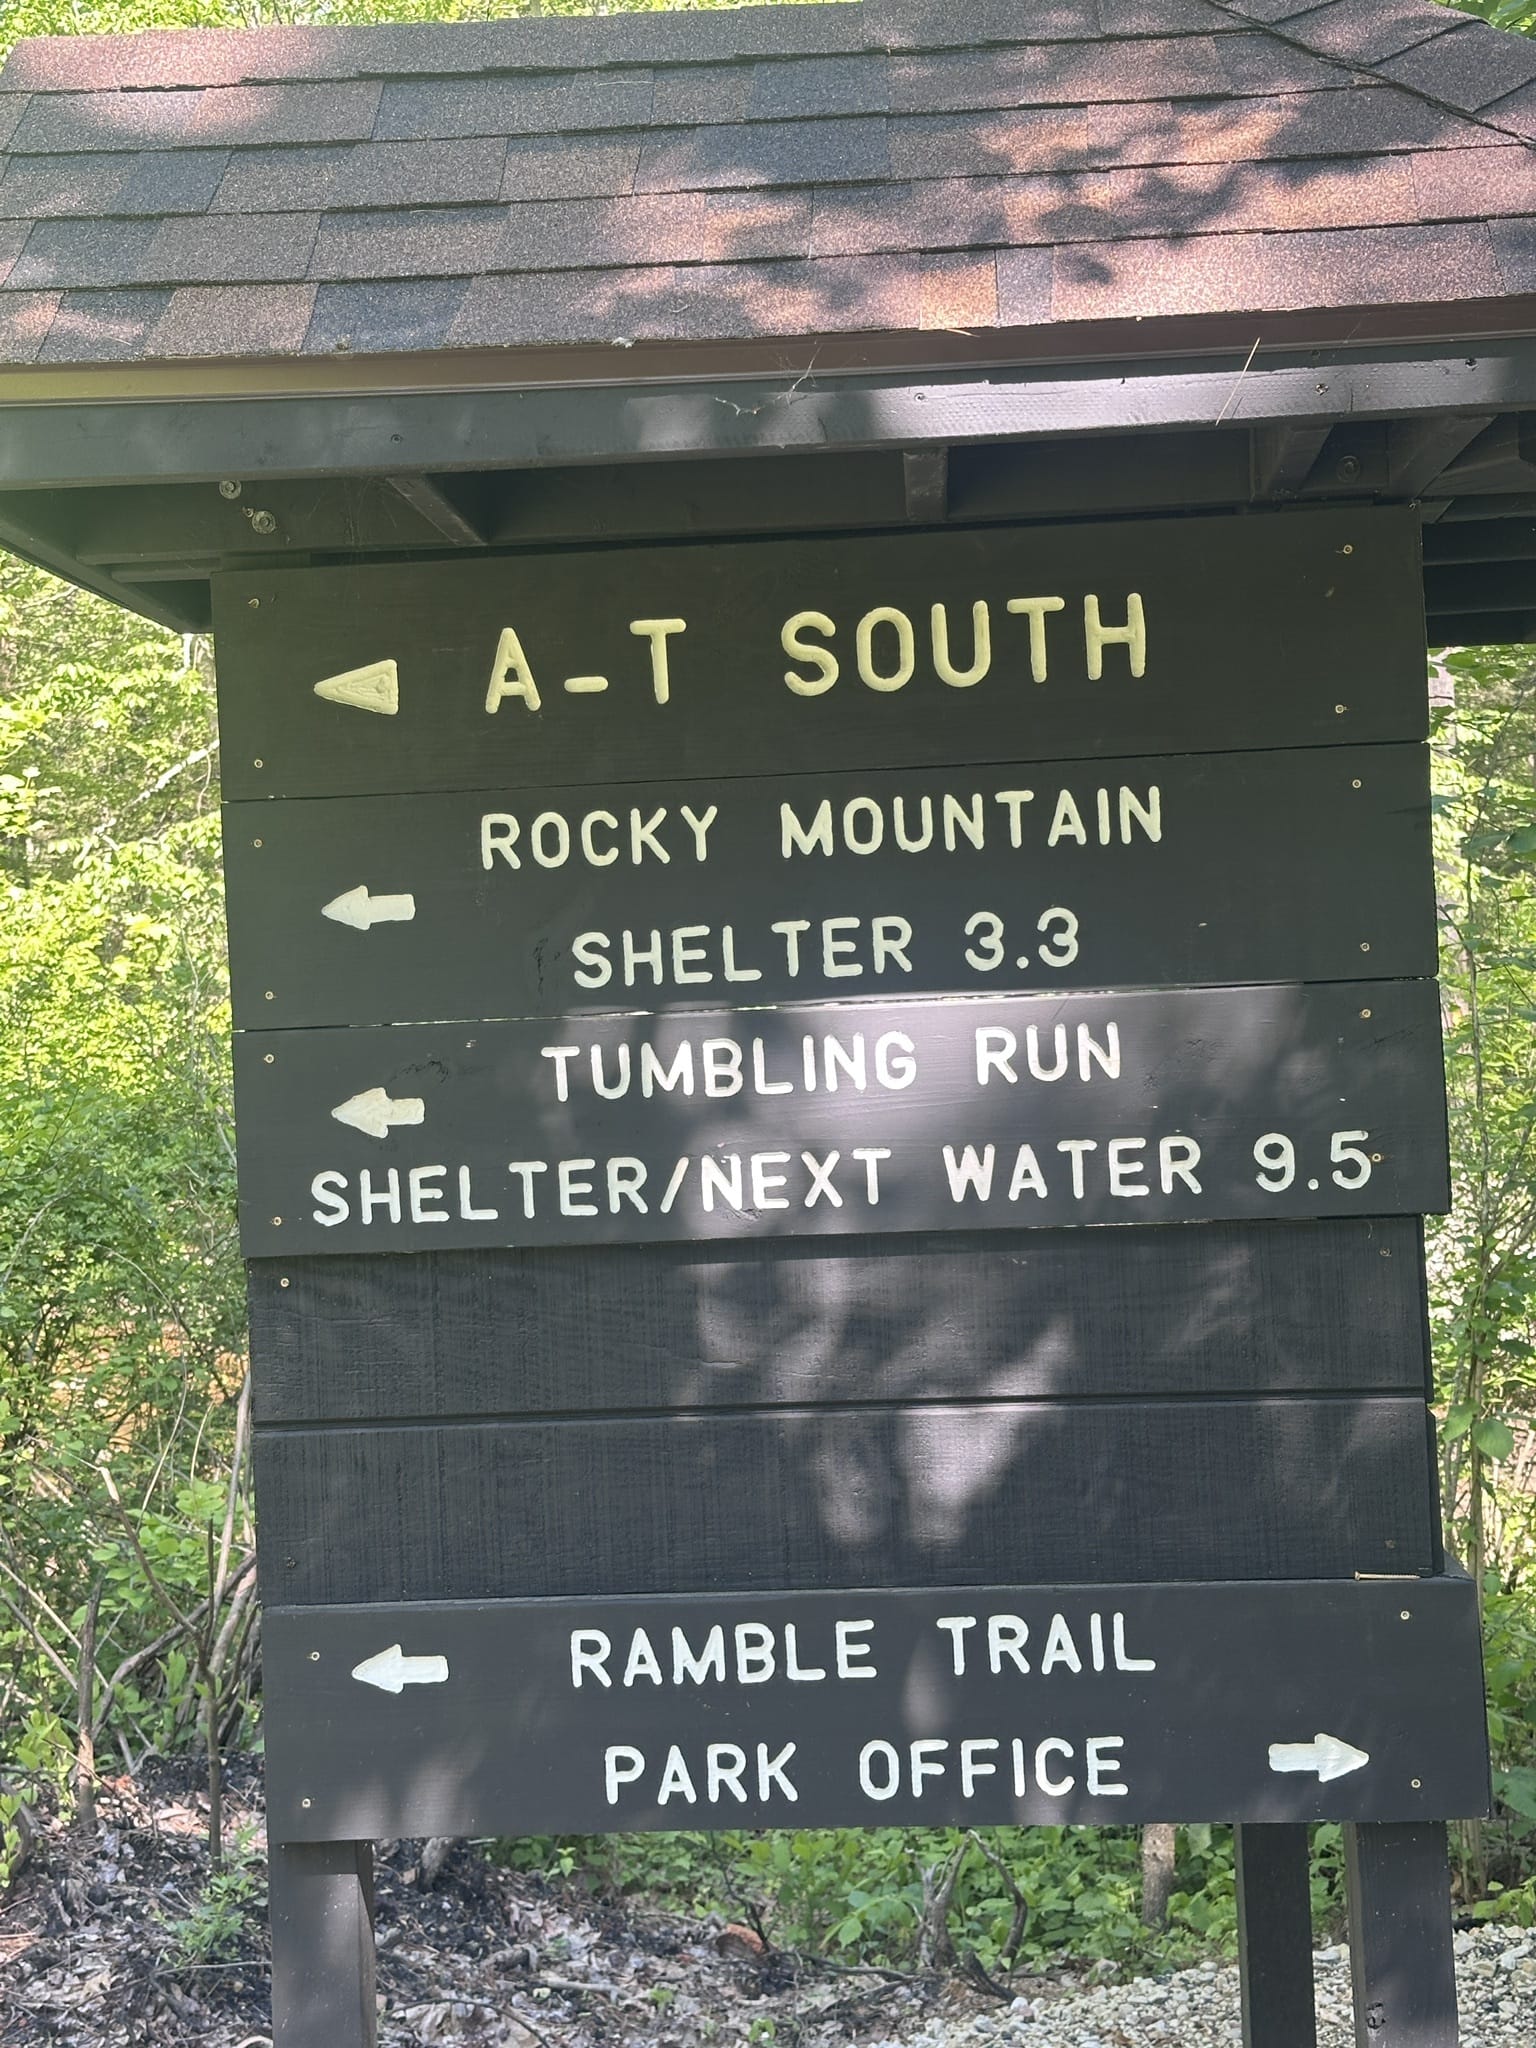 A-T SOUTH
ROCKY MOUNTAIN
SHELTER 3.3
TUMBLING RUN
SHELTER/NEXT WATER 9.5
RAMBLE TRAIL
PARK OFFICE